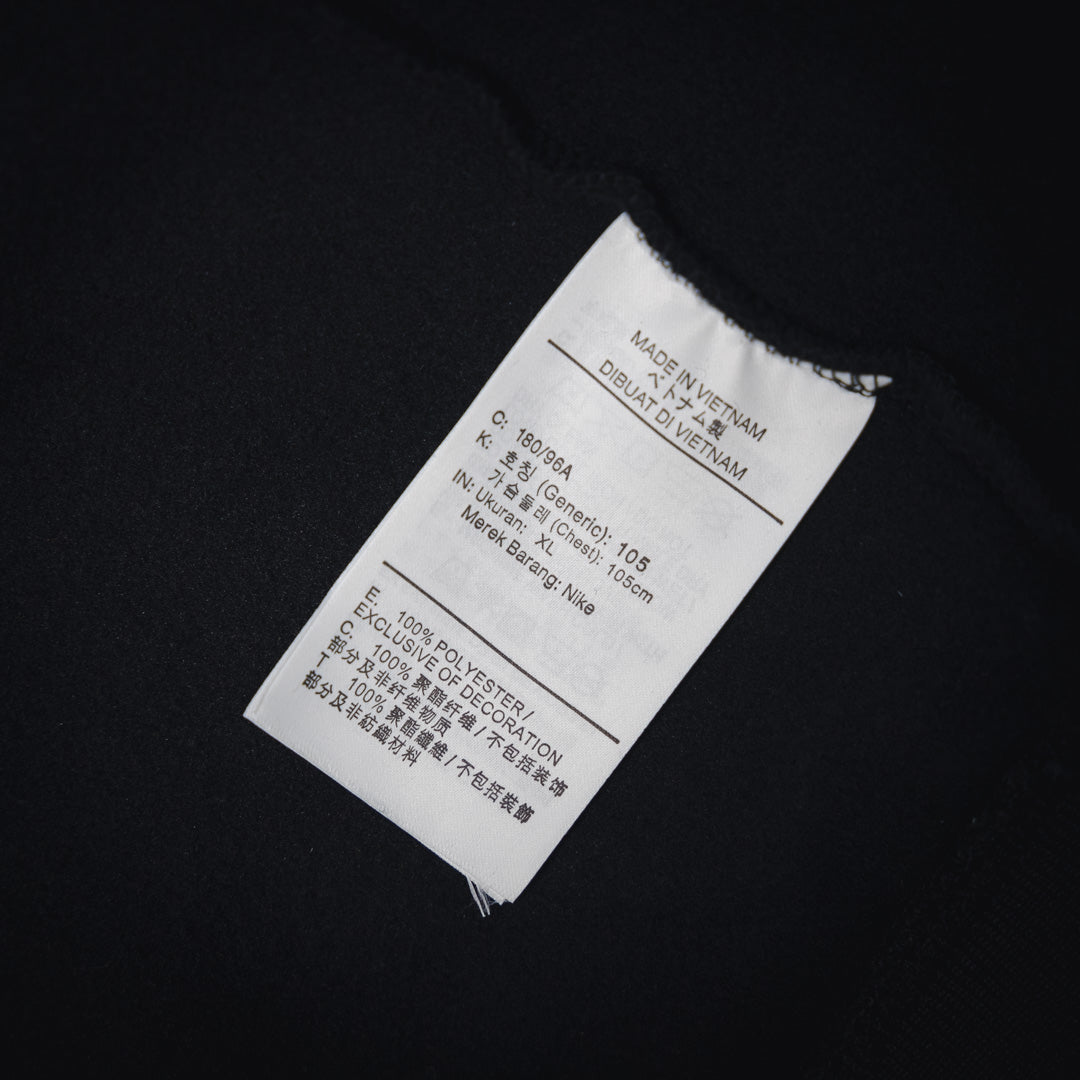 MADE IN VIETNAM
ベトナム製
DIBUAT DI VIETNAM
C: 180/96A
K: 호칭 (Generic): 105
가슴둘레 (Chest): 105cm
IN: Ukuran: XL
Merek Barang: Nike
E. 100% POLYESTER/
EXCLUSIVE OF DECORATION
C. 100% 聚酯纤维/不包括装饰
部分及非纤维物质
T 100% 聚酯纖維/不包括裝飾
部分及非紡織材料